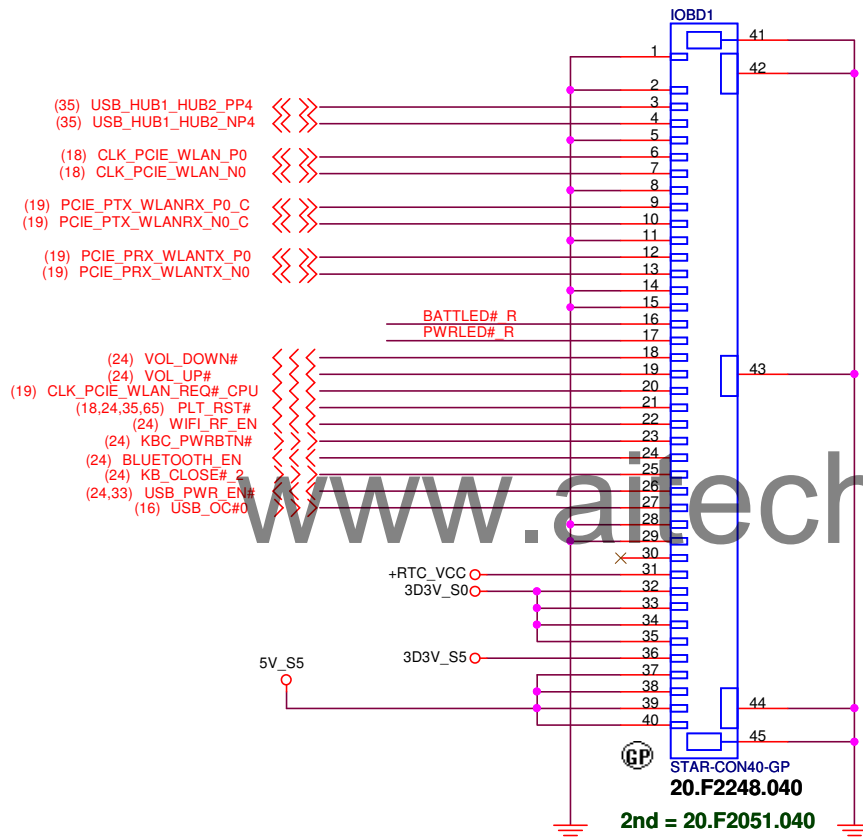 IOBD1
1
2
(35) USB_HUB1_HUB2_PP4 3
(35) USB_HUB1_HUB2_NP4 4
5
(18) CLK_PCIE_WLAN_P0 6
(18) CLK_PCIE_WLAN_N0 7
8
(19) PCIE_PTX_WLANRX_P0_C 9
(19) PCIE_PTX_WLANRX_N0_C 10
11
(19) PCIE_PRX_WLANTX_P0 12
(19) PCIE_PRX_WLANTX_N0 13
14
15
BATTLED#_R 16
PWRLED#_R 17
(24) VOL_DOWN# 18
(24) VOL_UP# 19
(19) CLK_PCIE_WLAN_REQ#_CPU 20
(18,24,35,65) PLT_RST# 21
(24) WIFI_RF_EN 22
(24) KBC_PWRBTN# 23
(24) BLUETOOTH_EN 24
(24) KB_CLOSE#_2 25
(24,33) USB_PWR_EN# 26
(16) USB_OC#0 27
28
29
30
+RTC_VCC 31
3D3V_S0 32
33
34
35
3D3V_S5 36
37
5V_S5 38
39
40
41
42
43
44
45
www.aitech
GP
STAR-CON40-GP
20.F2248.040
2nd = 20.F2051.040